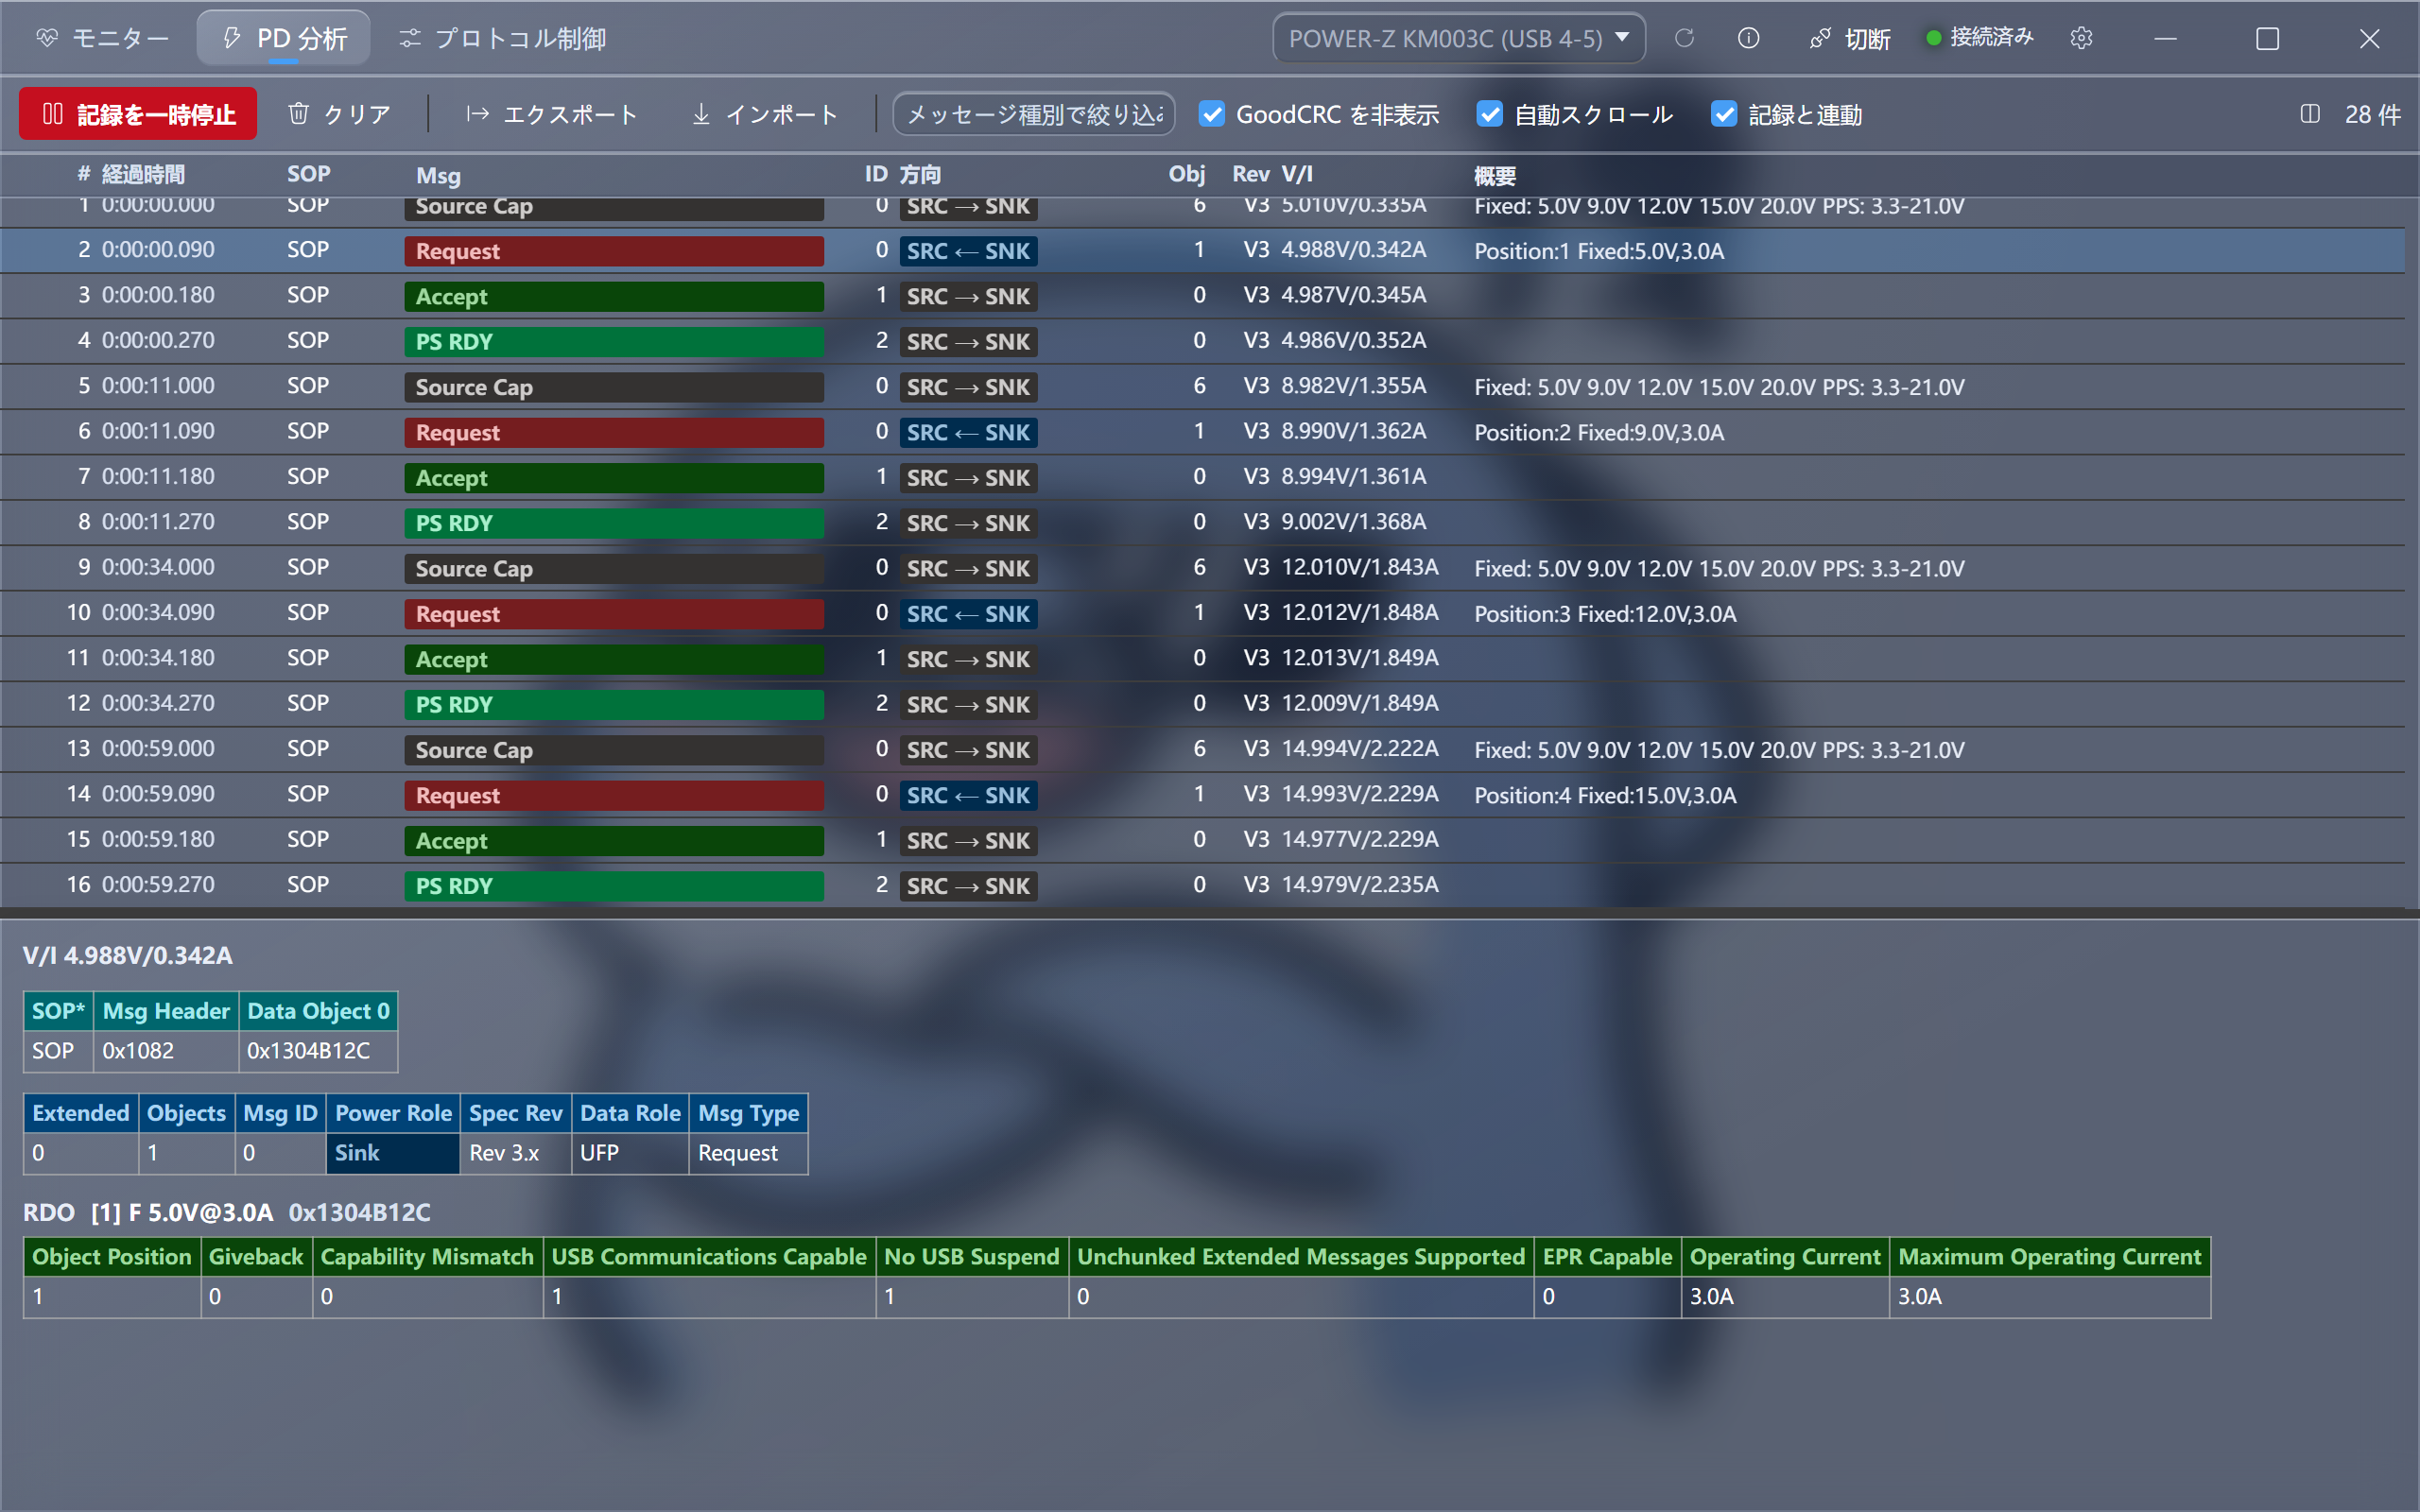 モニター PD 分析 プロトコル制御 POWER-Z KM003C (USB 4-5) 切断 接続済み
記録を一時停止 クリア エクスポート インポート メッセージ種別で絞り込 GoodCRC を非表示 自動スクロール 記録と連動 28 件
# 経過時間 SOP Msg ID 方向 Obj Rev V/I 概要
1 0:00:00.000 SOP Source Cap 0 SRC → SNK 6 V3 5.010V/0.335A Fixed: 5.0V 9.0V 12.0V 15.0V 20.0V PPS: 3.3-21.0V
2 0:00:00.090 SOP Request 0 SRC ← SNK 1 V3 4.988V/0.342A Position:1 Fixed:5.0V,3.0A
3 0:00:00.180 SOP Accept 1 SRC → SNK 0 V3 4.987V/0.345A
4 0:00:00.270 SOP PS RDY 2 SRC → SNK 0 V3 4.986V/0.352A
5 0:00:11.000 SOP Source Cap 0 SRC → SNK 6 V3 8.982V/1.355A Fixed: 5.0V 9.0V 12.0V 15.0V 20.0V PPS: 3.3-21.0V
6 0:00:11.090 SOP Request 0 SRC ← SNK 1 V3 8.990V/1.362A Position:2 Fixed:9.0V,3.0A
7 0:00:11.180 SOP Accept 1 SRC → SNK 0 V3 8.994V/1.361A
8 0:00:11.270 SOP PS RDY 2 SRC → SNK 0 V3 9.002V/1.368A
9 0:00:34.000 SOP Source Cap 0 SRC → SNK 6 V3 12.010V/1.843A Fixed: 5.0V 9.0V 12.0V 15.0V 20.0V PPS: 3.3-21.0V
10 0:00:34.090 SOP Request 0 SRC ← SNK 1 V3 12.012V/1.848A Position:3 Fixed:12.0V,3.0A
11 0:00:34.180 SOP Accept 1 SRC → SNK 0 V3 12.013V/1.849A
12 0:00:34.270 SOP PS RDY 2 SRC → SNK 0 V3 12.009V/1.849A
13 0:00:59.000 SOP Source Cap 0 SRC → SNK 6 V3 14.994V/2.222A Fixed: 5.0V 9.0V 12.0V 15.0V 20.0V PPS: 3.3-21.0V
14 0:00:59.090 SOP Request 0 SRC ← SNK 1 V3 14.993V/2.229A Position:4 Fixed:15.0V,3.0A
15 0:00:59.180 SOP Accept 1 SRC → SNK 0 V3 14.977V/2.229A
16 0:00:59.270 SOP PS RDY 2 SRC → SNK 0 V3 14.979V/2.235A
V/I 4.988V/0.342A
SOP* Msg Header Data Object 0
SOP 0x1082 0x1304B12C
Extended Objects Msg ID Power Role Spec Rev Data Role Msg Type
0 1 0 Sink Rev 3.x UFP Request
RDO [1] F 5.0V@3.0A 0x1304B12C
Object Position Giveback Capability Mismatch USB Communications Capable No USB Suspend Unchunked Extended Messages Supported EPR Capable Operating Current Maximum Operating Current
1 0 0 1 1 0 0 3.0A 3.0A